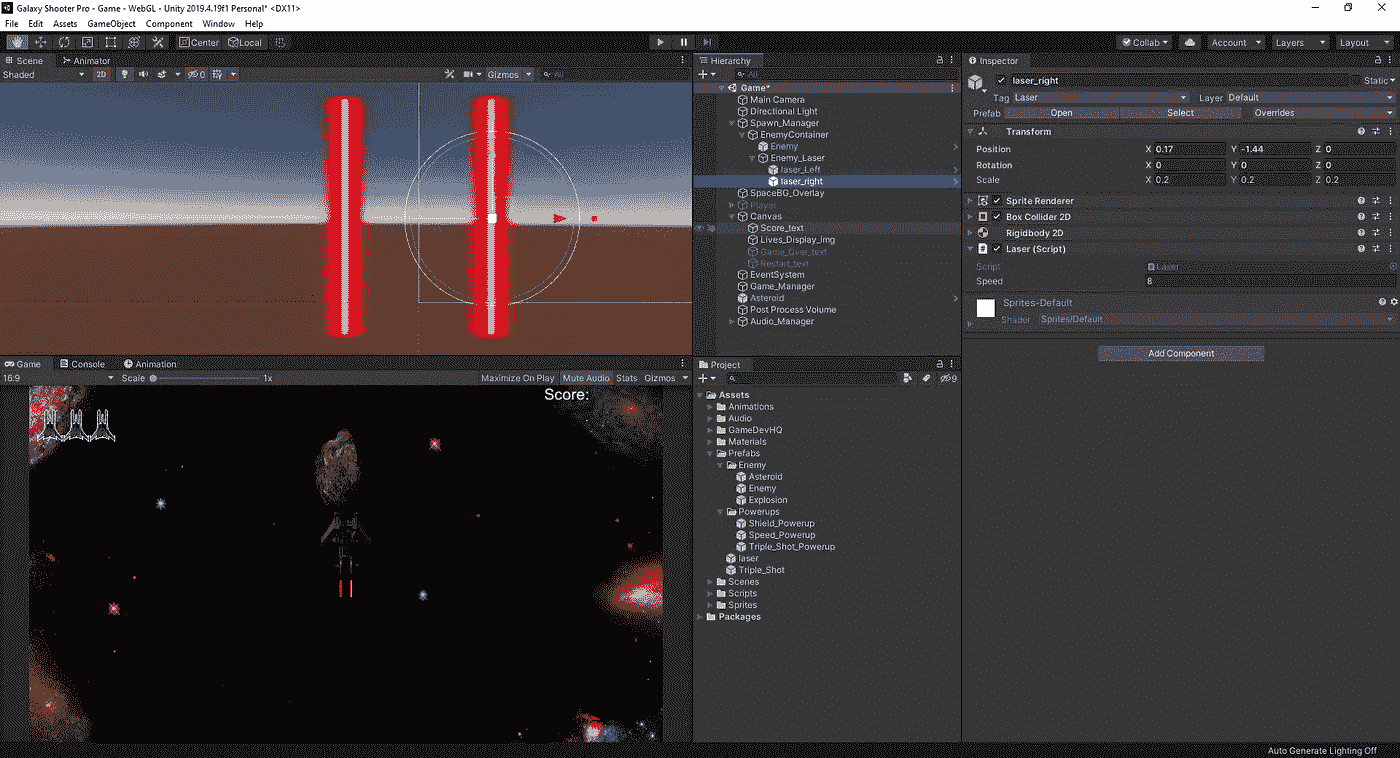 Galaxy Shooter Pro - Game - WebGL - Unity 2019.4.19f1 Personal* <DX11>
File Edit Assets GameObject Component Window Help
Center Local
Collab Account Layers Layout
Scene Animator
Shaded 2D 0 Gizmos All
Hierarchy
All
Game*
Main Camera
Directional Light
Spawn_Manager
EnemyContainer
Enemy
Enemy_Laser
laser_Left
laser_right
SpaceBG_Overlay
Player
Canvas
Score_text
Lives_Display_img
Game_Over_text
Restart_text
EventSystem
Game_Manager
Asteroid
Post Process Volume
Audio_Manager
Inspector
laser_right Static
Tag Laser Layer Default
Prefab Open Select Overrides
Transform
Position X 0.17 Y -1.44 Z 0
Rotation X 0 Y 0 Z 0
Scale X 0.2 Y 0.2 Z 0.2
Sprite Renderer
Box Collider 2D
Rigidbody 2D
Laser (Script)
Script Laser
Speed 8
Sprites-Default
Shader Sprites/Default
Add Component
Game Console Animation
16:9 Scale 1x Maximize On Play Mute Audio Stats Gizmos
Score:
Project
9
Assets
Animations
Audio
GameDevHQ
Materials
Prefabs
Enemy
Asteroid
Enemy
Explosion
Powerups
Shield_Powerup
Speed_Powerup
Triple_Shot_Powerup
laser
Triple_Shot
Scenes
Scripts
Sprites
Packages
Auto Generate Lighting Off